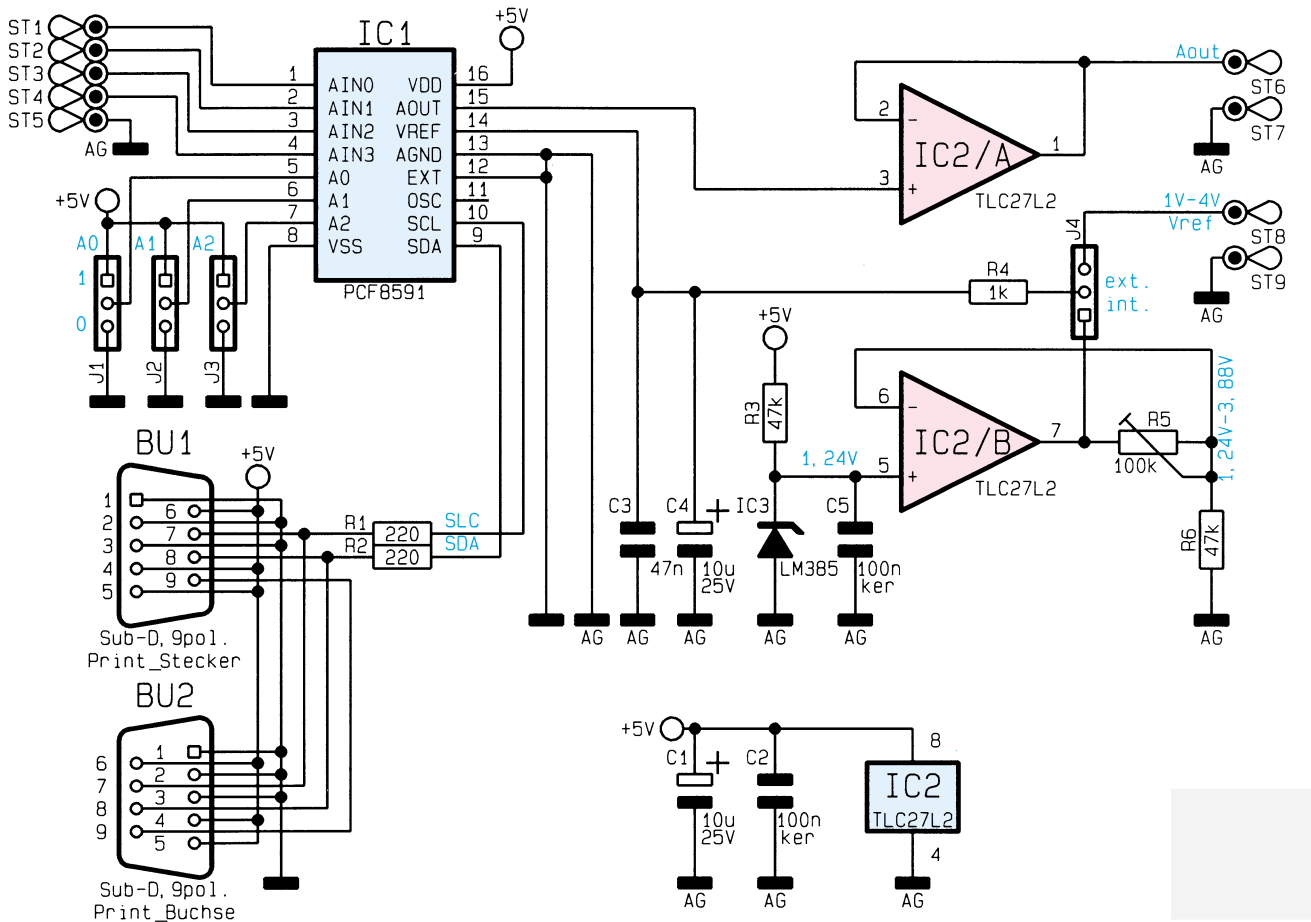 ST1
ST2
ST3
ST4
ST5
AG
IC1
+5V
1 AIN0 VDD 16
2 AIN1 AOUT 15
3 AIN2 VREF 14
4 AIN3 AGND 13
5 A0 EXT 12
6 A1 OSC 11
7 A2 SCL 10
8 VSS SDA 9
PCF8591
+5V
A0 A1 A2
1
0
J1 J2 J3
Aout
ST6
ST7
AG
2
-
IC2/A
1
3
+
TLC27L2
1V-4V
Vref
ST8
ST9
AG
J4
ext.
int.
R4
1k
+5V
R3
47k
1,24V
6
-
IC2/B
7
5
+
TLC27L2
R5
100k
1,24V-3,88V
R6
47k
AG
C3
47n
AG
C4
+
10u
25V
AG
IC3
LM385
AG
C5
100n
ker
AG
AG
BU1
+5V
1
6
2
7
3
8
4
9
5
R1
220
SLC
R2
220
SDA
Sub-D,9pol.
Print_Stecker
BU2
1
6
2
7
3
8
4
9
5
Sub-D,9pol.
Print_Buchse
+5V
C1
+
10u
25V
AG
C2
100n
ker
AG
8
IC2
TLC27L2
4
AG